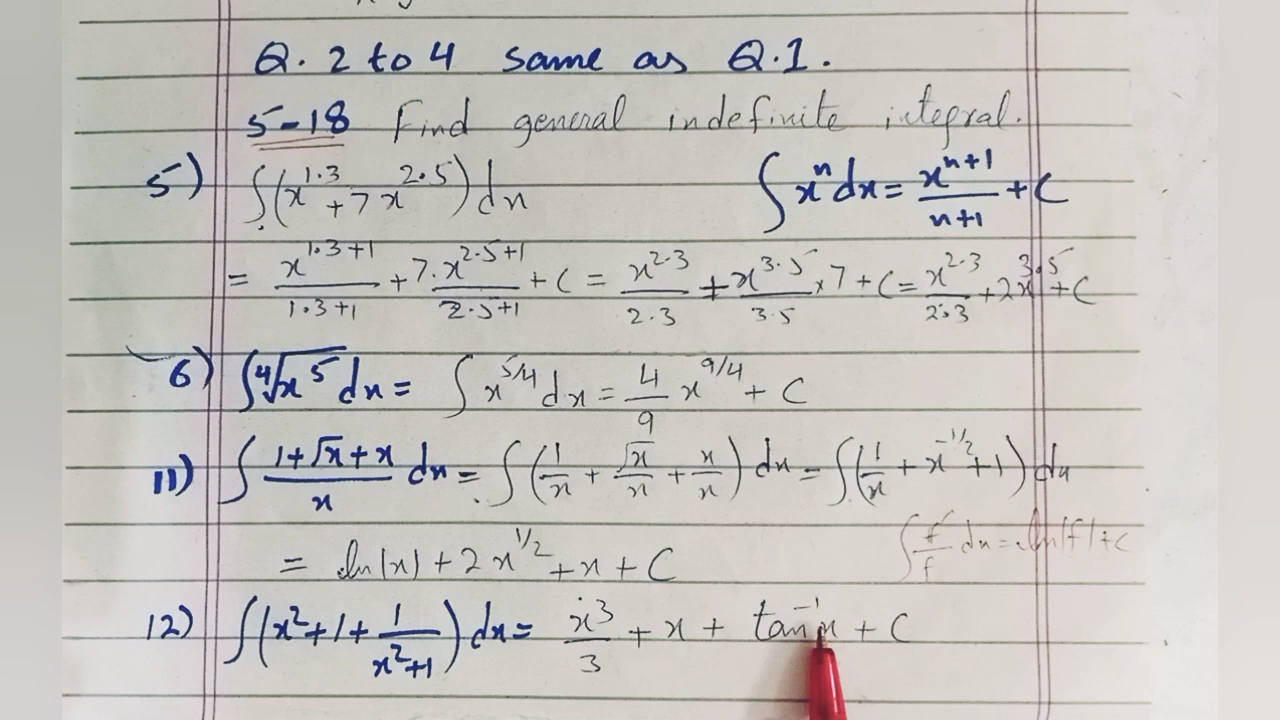 Q. 2 to 4 same as Q.1.
5-18 Find general indefinite integral.
5) ∫(x^1.3 + 7x^2.5) dx    ∫x^n dx = x^(n+1)/(n+1) + C
= x^(1.3+1)/(1.3+1) + 7.x^(2.5+1)/(2.5+1) + C = x^2.3/2.3 + x^3.5/3.5 × 7 + C = x^2.3/2.3 + 2x^3.5 + C
6) ∫∜x^5 dx = ∫x^5/4 dx = 4/9 x^9/4 + C
11) ∫(1+√x+x)/x dx = ∫(1/x + √x/x + x/x) dx = ∫(1/x + x^-1/2 + 1) dx
= ln|x| + 2x^1/2 + x + C    ∫f'/f dx = ln|f| + C
12) ∫(x²+1+1/(x²+1)) dx = x³/3 + x + tan⁻¹x + C